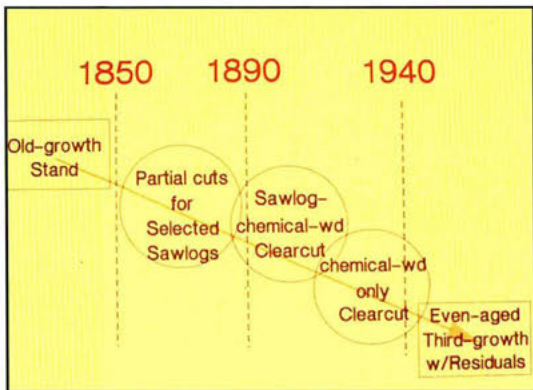 1850
1890
1940
Old-growth
Stand
Partial cuts
for
Selected
Sawlogs
Sawlog-
chemical-wd
Clearcut
chemical-wd
only
Clearcut
Even-aged
Third-growth
w/Residuals